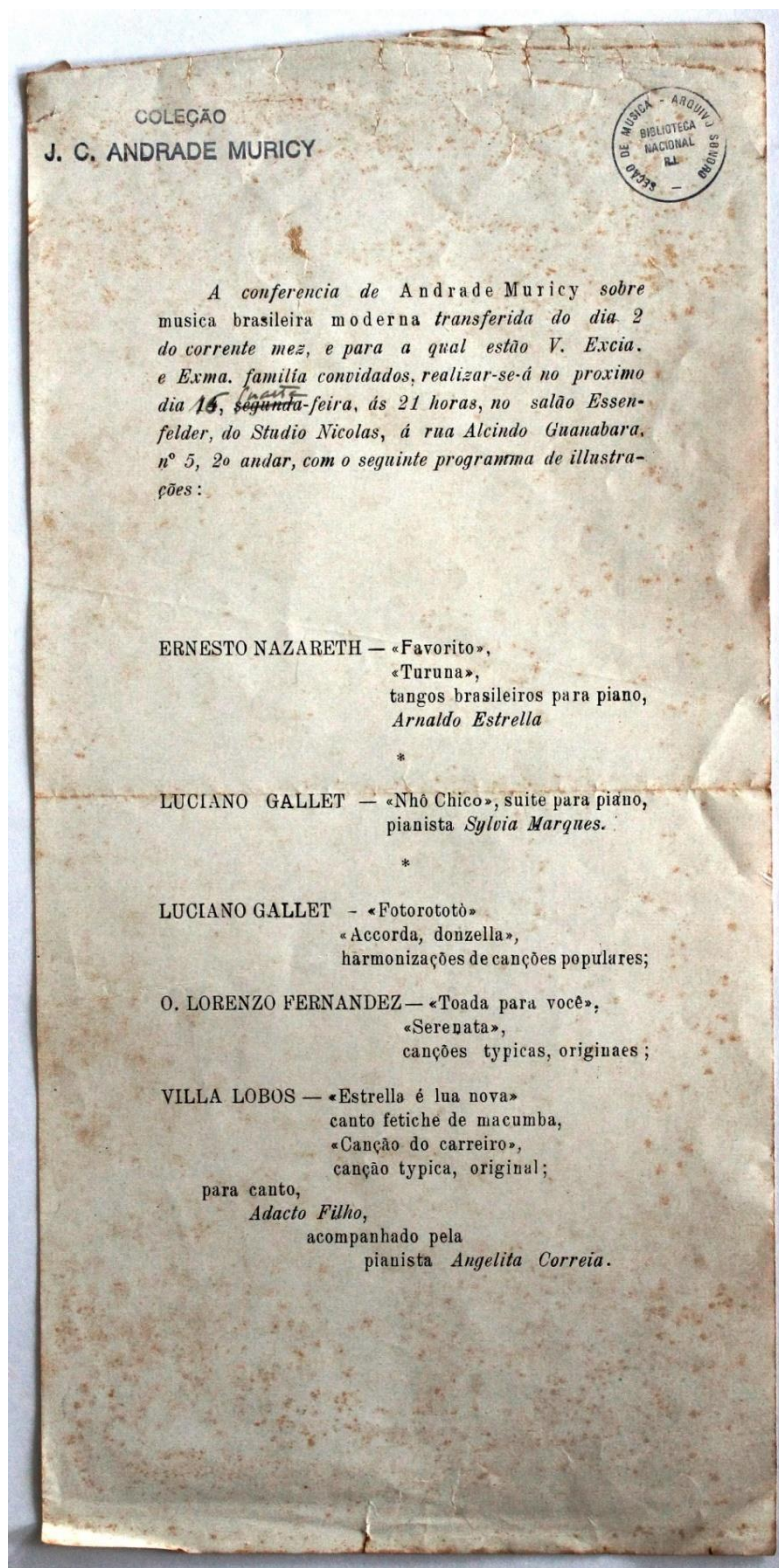 COLEÇÃO
J. C. ANDRADE MURICY
SEÇÃO DE MUSICA - ARQUIVO SONORO -
BIBLIOTECA
NACIONAL
RJ.
A conferencia de Andrade Muricy sobre
musica brasileira moderna transferida do dia 2
do corrente mez, e para a qual estão V. Excia.
e Exma. familia convidados, realizar-se-á no proximo
quarta
dia, segunda-feira, ás 21 horas, no salão Essen-
felder, do Studio Nicolas, á rua Alcindo Guanabara,
nº 5, 2o andar, com o seguinte programma de illustra-
ções:
ERNESTO NAZARETH — «Favorito»,
«Turuna»,
tangos brasileiros para piano,
Arnaldo Estrella
*
LUCIANO GALLET — «Nhô Chico», suite para piano,
pianista Sylvia Marques.
*
LUCIANO GALLET - «Fotorototò»
«Accorda, donzella»,
harmonizações de canções populares;
O. LORENZO FERNANDEZ — «Toada para você»,
«Serenata»,
canções typicas, originaes;
VILLA LOBOS — «Estrella é lua nova»
canto fetiche de macumba,
«Canção do carreiro»,
canção typica, original;
para canto,
Adacto Filho,
acompanhado pela
pianista Angelita Correia.